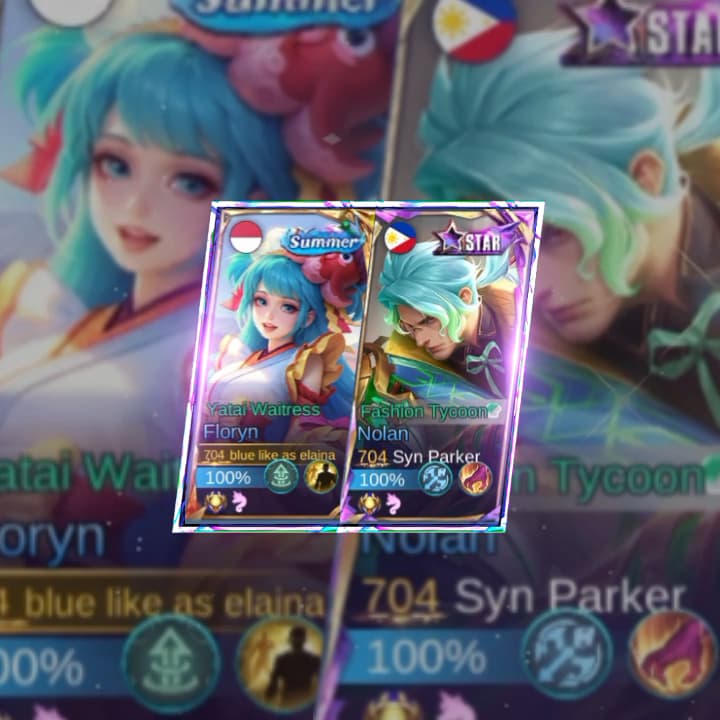 Summer
STAR
Yatai Waitress
Floryn
704 blue like as elaina
100%
Fashion Tycoon
Nolan
704 Syn Parker
100%
Summer
STA
atai Wai
oryn
4 blue like as elaina
00%
n Tycoon
Nolan
704 Syn Parker
100%